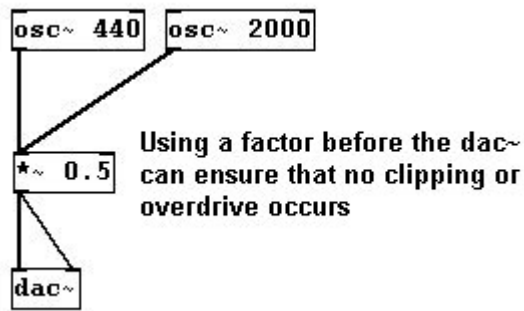 osc~ 440 osc~ 2000
*~ 0.5
Using a factor before the dac~
can ensure that no clipping or
overdrive occurs
dac~